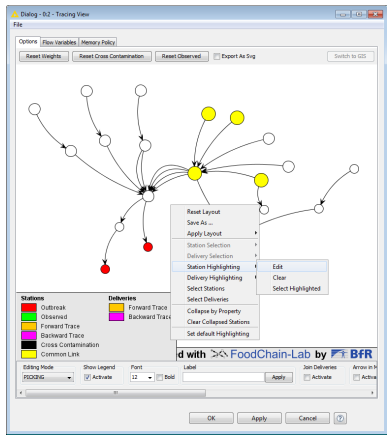 Dialog - 0:2 - Tracing View
File
Options Flow Variables Memory Policy
Reset Weights Reset Cross Contamination Reset Observed Export As Svg Switch to GIS
Reset Layout
Save As ...
Apply Layout
Station Selection
Delivery Selection
Station Highlighting Edit
Delivery Highlighting Clear
Select Stations Select Highlighted
Select Deliveries
Collapse by Property
Clear Collapsed Stations
Set default Highlighting
Stations Deliveries
Outbreak Forward Trace
Observed Backward Trace
Forward Trace
Backward Trace
Cross Contamination
Common Link
d with FoodChain-Lab by BfR
Editing Mode Show Legend Font Label Join Deliveries Arrow in M
PICKING Activate 12 Bold Apply Activate Activa
OK Apply Cancel ?